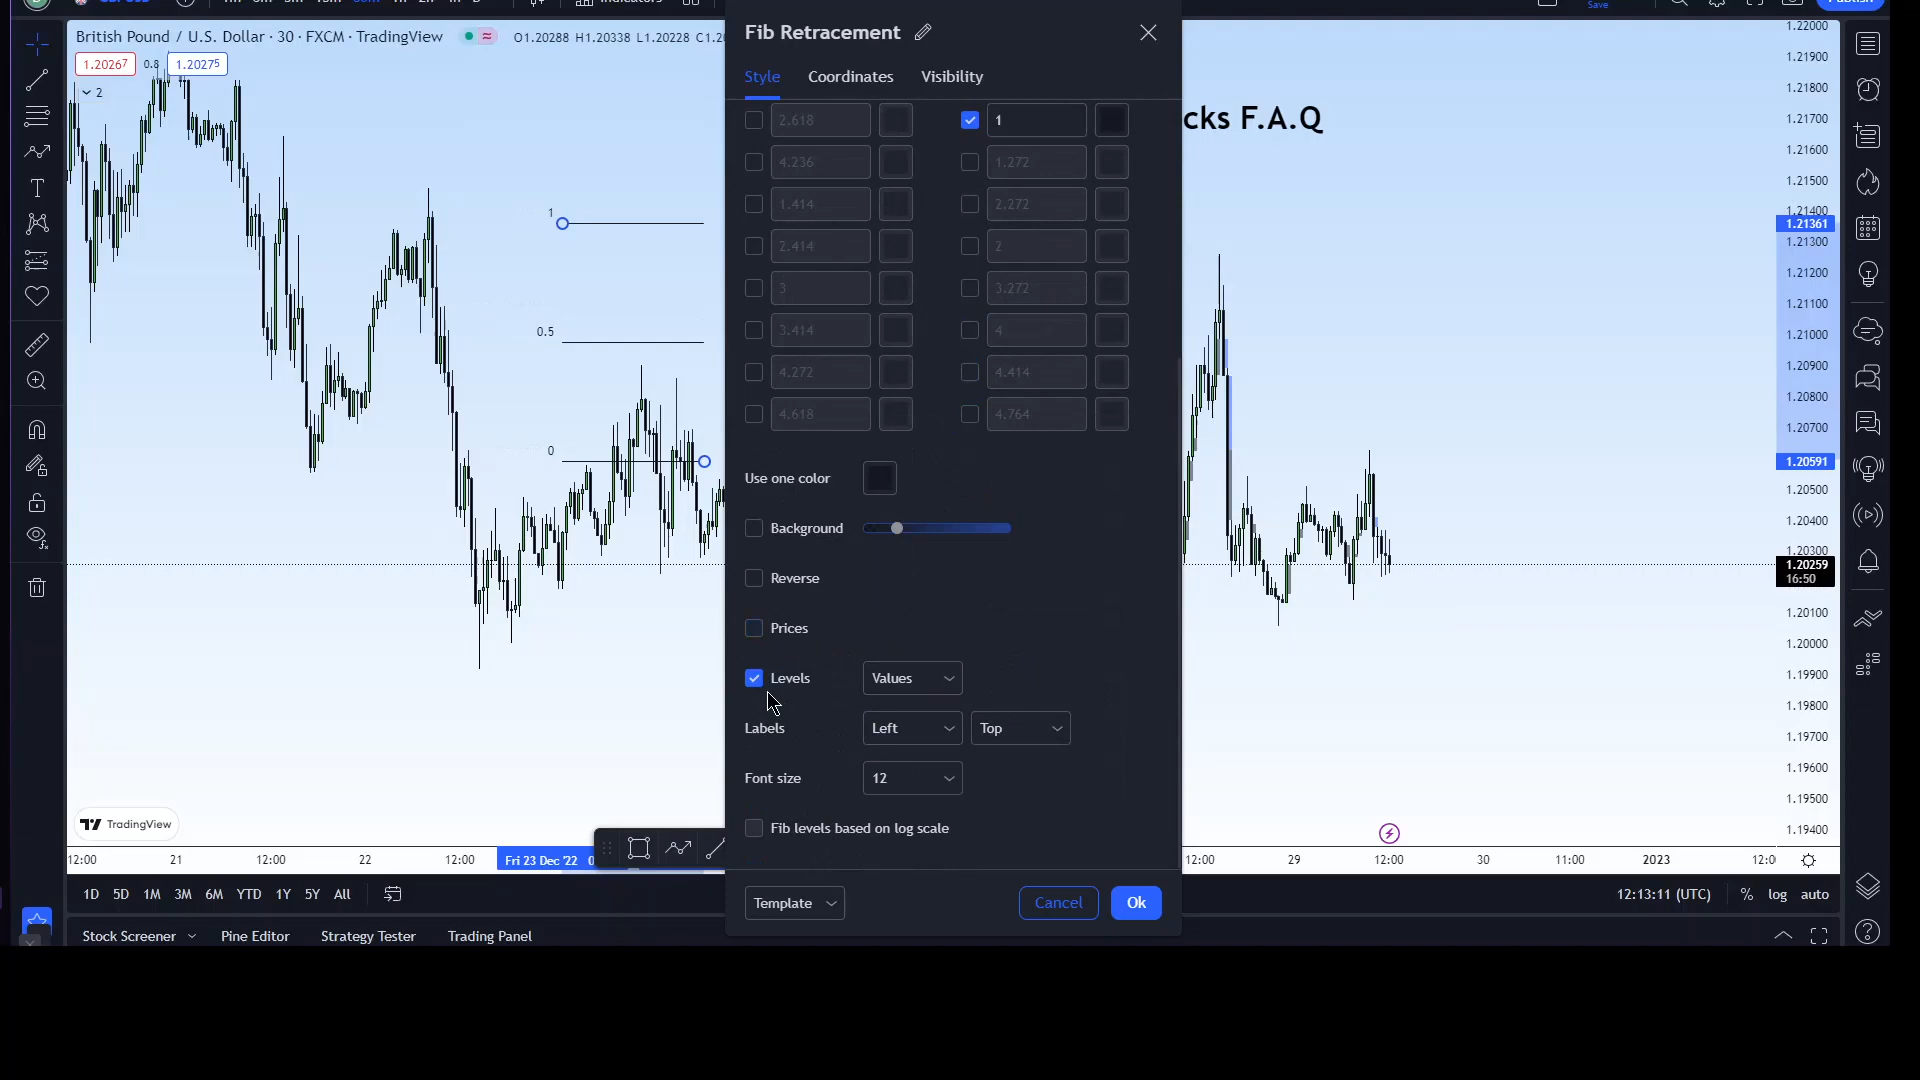 Save
British Pound / U.S. Dollar · 30 · FXCM · TradingView
O1.20288 H1.20338 L1.20228 C1.2
1.20267 0.8 1.20275
2
cks F.A.Q
Fib Retracement
Style Coordinates Visibility
2.618 1
4.236 1.272
1.414 2.272
2.414 2
3 3.272
3.414 4
4.272 4.414
4.618 4.764
Use one color
Background
Reverse
Prices
Levels Values
Labels Left Top
Font size 12
Fib levels based on log scale
Template Cancel Ok
1
0.5
0
1.22000
1.21900
1.21800
1.21700
1.21600
1.21500
1.21400
1.21361
1.21300
1.21200
1.21100
1.21000
1.20900
1.20800
1.20700
1.20591
1.20500
1.20400
1.20300
1.20259
16:50
1.20100
1.20000
1.19900
1.19800
1.19700
1.19600
1.19500
1.19400
TradingView
12:00 21 12:00 22 12:00 Fri 23 Dec '22 12:00 29 12:00 30 11:00 2023 12:0
1D 5D 1M 3M 6M YTD 1Y 5Y All
12:13:11 (UTC) % log auto
Stock Screener Pine Editor Strategy Tester Trading Panel